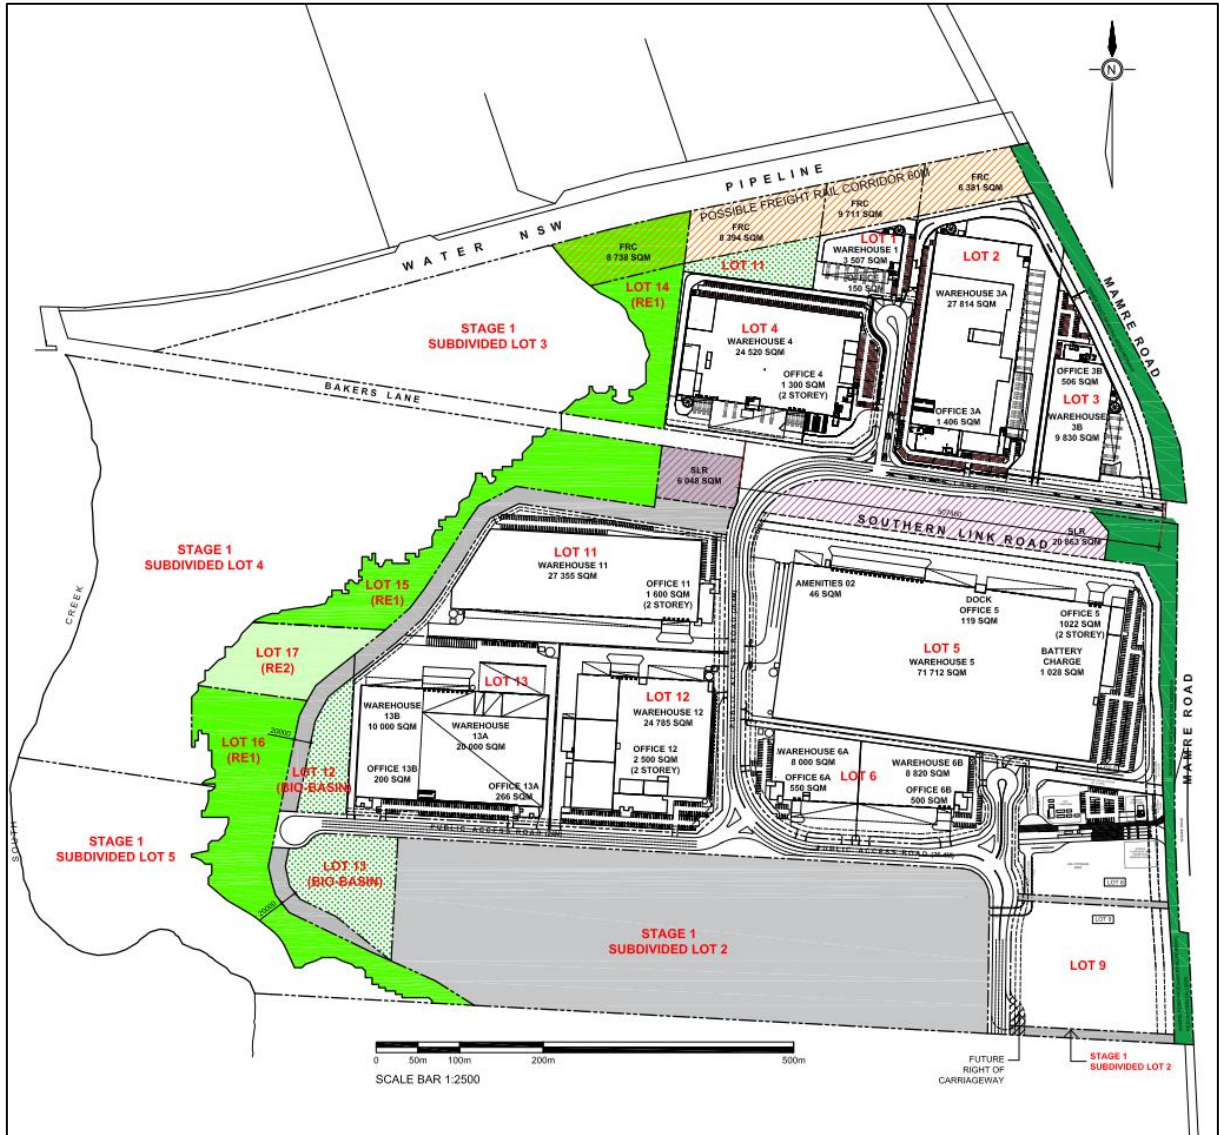 N
PIPELINE
WATER NSW
POSSIBLE FREIGHT RAIL CORRIDOR 60M
FRC
6 381 SQM
FRC
9 711 SQM
FRC
8 394 SQM
FRC
8 738 SQM
LOT 1
WAREHOUSE 1
3 507 SQM
150 SQM
LOT 2
WAREHOUSE 3A
27 814 SQM
OFFICE 3A
1 406 SQM
MAMRE ROAD
LOT 11
LOT 14
(RE1)
LOT 4
WAREHOUSE 4
24 520 SQM
OFFICE 4
1 300 SQM
(2 STOREY)
OFFICE 3B
506 SQM
LOT 3
WAREHOUSE
3B
9 830 SQM
STAGE 1
SUBDIVIDED LOT 3
BAKERS LANE
SLR
6 048 SQM
507460
SOUTHERN LINK ROAD
SLR
20 863 SQM
STAGE 1
SUBDIVIDED LOT 4
CREEK
LOT 11
WAREHOUSE 11
27 355 SQM
OFFICE 11
1 600 SQM
(2 STOREY)
LOT 15
(RE1)
AMENITIES 02
46 SQM
DOCK
OFFICE 5
119 SQM
OFFICE 5
1022 SQM
(2 STOREY)
LOT 5
WAREHOUSE 5
71 712 SQM
BATTERY
CHARGE
1 028 SQM
LOT 17
(RE2)
LOT 13
WAREHOUSE
13B
10 000 SQM
WAREHOUSE
13A
20 000 SQM
OFFICE 13B
200 SQM
OFFICE 13A
266 SQM
LOT 12
WAREHOUSE 12
24 785 SQM
OFFICE 12
2 500 SQM
(2 STOREY)
MAMRE ROAD
LOT 16
(RE1)
20000
LOT 12
(BIO-BASIN)
WAREHOUSE 6A
8 000 SQM
OFFICE 6A
550 SQM
LOT 6
WAREHOUSE 6B
8 820 SQM
OFFICE 6B
500 SQM
PUBLIC ACCESS ROAD
PUBLIC ACCESS ROAD
SOUTH
STAGE 1
SUBDIVIDED LOT 5
LOT 13
(BIO-BASIN)
20000
STAGE 1
SUBDIVIDED LOT 2
LOT 9
0 50m 100m 200m 500m
SCALE BAR 1:2500
FUTURE
RIGHT OF
CARRIAGEWAY
STAGE 1
SUBDIVIDED LOT 2